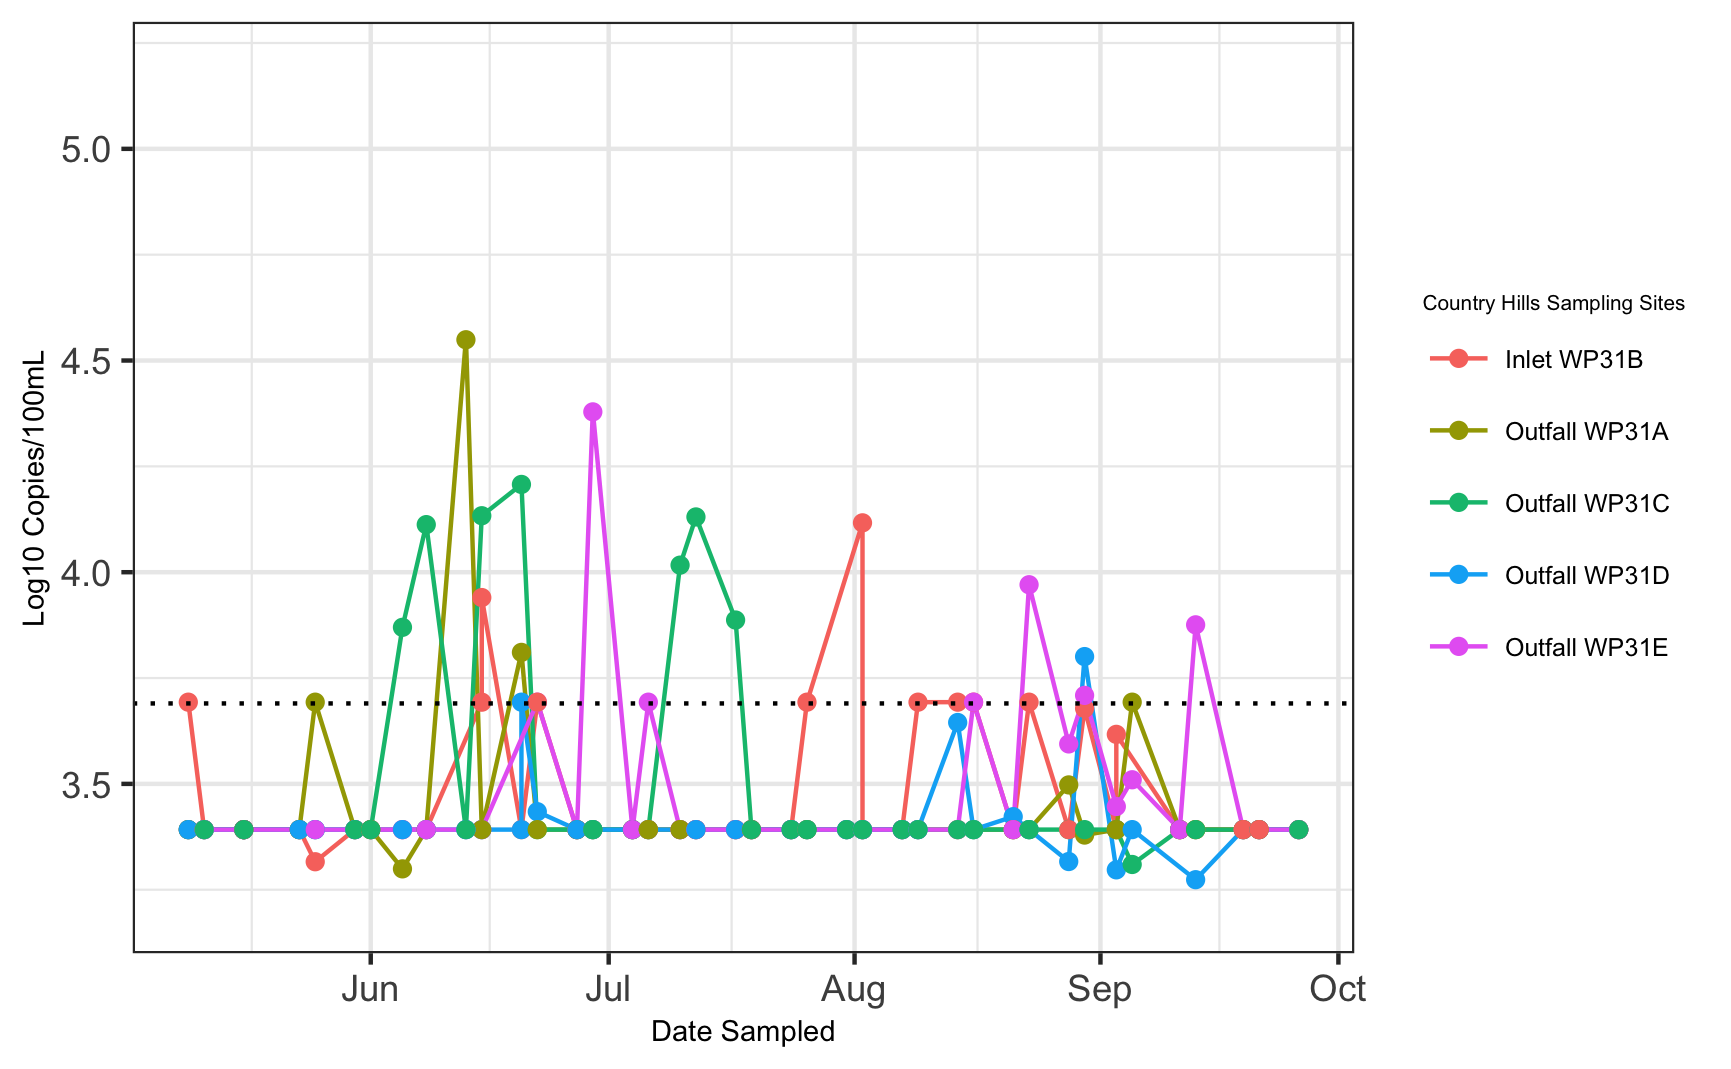 Log10 Copies/100mL
5.0
4.5
4.0
3.5
Jun Jul Aug Sep Oct
Date Sampled
Country Hills Sampling Sites
Inlet WP31B
Outfall WP31A
Outfall WP31C
Outfall WP31D
Outfall WP31E